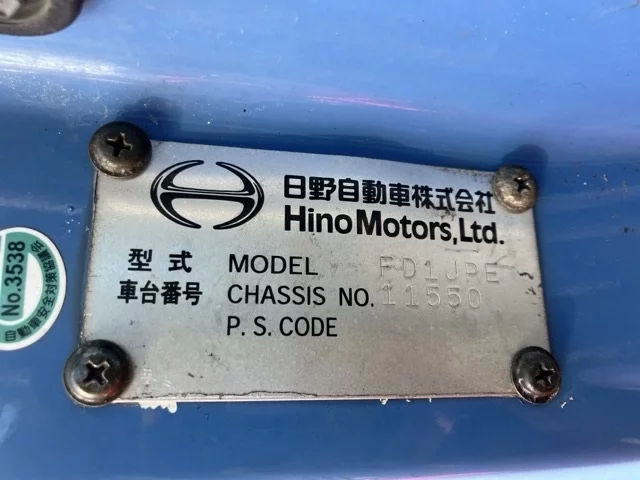 日野自動車株式会社
Hino Motors, Ltd.
型式 MODEL FD1JPE
車台番号 CHASSIS NO. 11550
P.S.CODE
No.3538